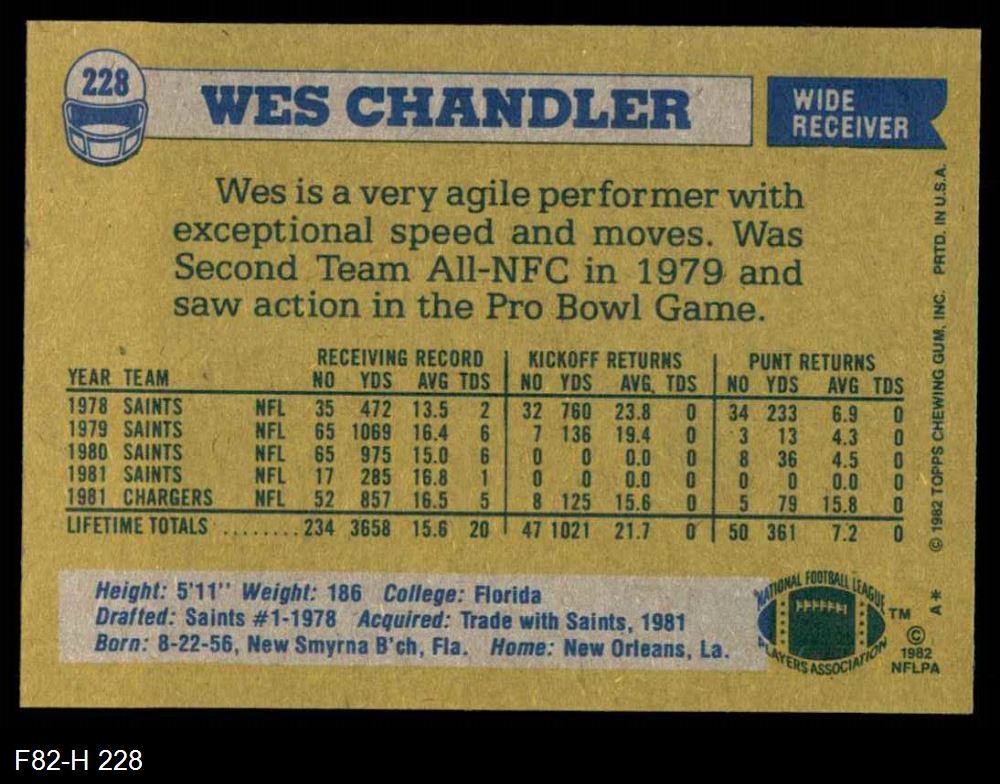 228
WES CHANDLER
WIDE
RECEIVER
Wes is a very agile performer with
exceptional speed and moves. Was
Second Team All-NFC in 1979 and
saw action in the Pro Bowl Game.
RECEIVING RECORD KICKOFF RETURNS PUNT RETURNS
YEAR TEAM NO YDS AVG TDS NO YDS AVG. TDS NO YDS AVG TDS
1978 SAINTS NFL 35 472 13.5 2 32 760 23.8 0 34 233 6.9 0
1979 SAINTS NFL 65 1069 16.4 6 7 136 19.4 0 3 13 4.3 0
1980 SAINTS NFL 65 975 15.0 6 0 0 0.0 0 8 36 4.5 0
1981 SAINTS NFL 17 285 16.8 1 0 0 0.0 0 0 0 0.0 0
1981 CHARGERS NFL 52 857 16.5 5 8 125 15.6 0 5 79 15.8 0
LIFETIME TOTALS ........ 234 3658 15.6 20 47 1021 21.7 0 50 361 7.2 0
Height: 5'11" Weight: 186 College: Florida
Drafted: Saints #1-1978 Acquired: Trade with Saints, 1981
Born: 8-22-56, New Smyrna B'ch, Fla. Home: New Orleans, La.
NATIONAL FOOTBALL LEAGUE
PLAYERS ASSOCIATION
TM
©
1982
NFLPA
© 1982 TOPPS CHEWING GUM, INC. PRTD. IN U.S.A.
A *
F82-H 228